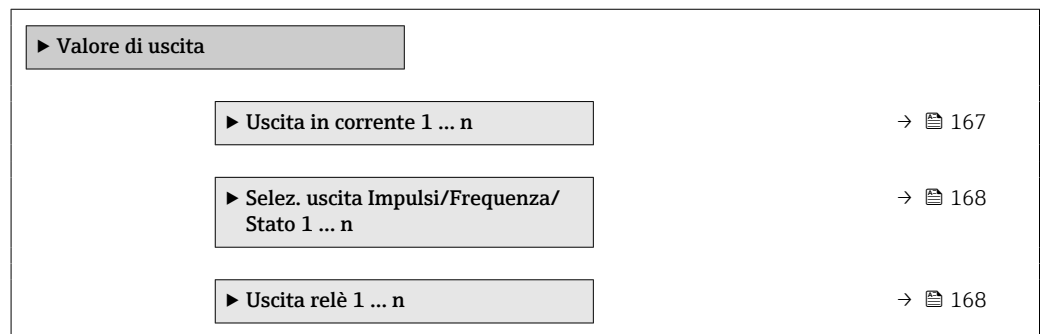 ▶ Valore di uscita
▶ Uscita in corrente 1 … n → 167
▶ Selez. uscita Impulsi/Frequenza/ → 168
Stato 1 … n
▶ Uscita relè 1 … n → 168